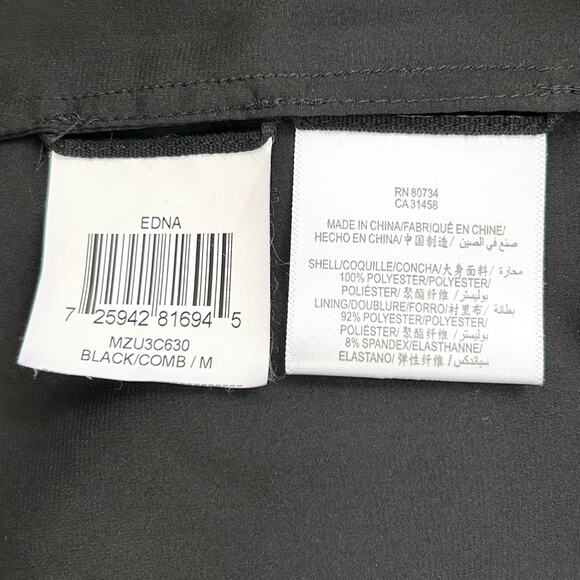 EDNA
7 25942 81694 5
MZU3C630
BLACK/COMB / M
RN 80734
CA 31458
MADE IN CHINA/FABRIQUÉ EN CHINE/
HECHO EN CHINA/中国制造/ صنع في الصين
SHELL/COQUILLE/CONCHA/大身面料/ محارة
100% POLYESTER/POLYESTER/
POLIÉSTER/ 聚酯纤维 / بوليستر
LINING/DOUBLURE/FORRO/衬里布/ بطانة
92% POLYESTER/POLYESTER/
POLIÉSTER/ 聚酯纤维 / بوليستر
8% SPANDEX/ELASTHANNE/
ELASTANO/ 弹性纤维 / سباندكس